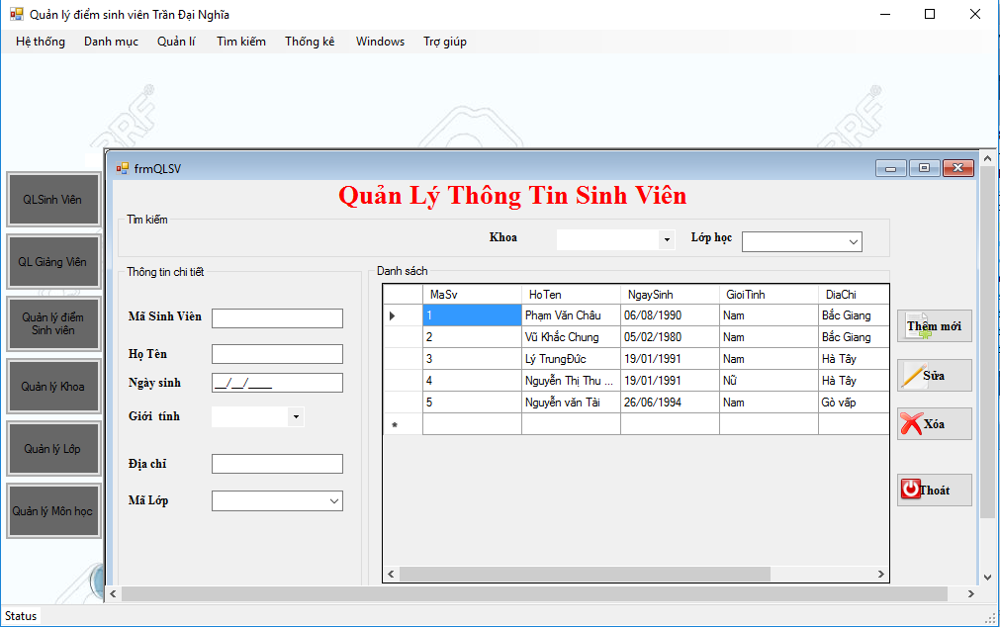 Quản lý điểm sinh viên Trần Đại Nghĩa
Hệ thống Danh mục Quản lí Tìm kiếm Thống kê Windows Trợ giúp
BRF®
BRF®
frmQLSV
Quản Lý Thông Tin Sinh Viên
Tìm kiếm
Khoa
Lớp học
QLSinh Viên
QL Giảng Viên
Quản lý điểm
Sinh viên
Quản lý Khoa
Quản lý Lớp
Quản lý Môn học
Thông tin chi tiết
Mã Sinh Viên
Họ Tên
Ngày sinh
__/__/____
Giới tính
Địa chỉ
Mã Lớp
Danh sách
MaSv HoTen NgaySinh GioiTinh DiaChi
1 Phạm Văn Châu 06/08/1990 Nam Bắc Giang
2 Vũ Khắc Chung 05/02/1980 Nam Bắc Giang
3 Lý TrungĐức 19/01/1991 Nam Hà Tây
4 Nguyễn Thị Thu ... 19/01/1991 Nữ Hà Tây
5 Nguyễn văn Tài 26/06/1994 Nam Gò vấp
*
Thêm mới
Sửa
Xóa
Thoát
Status